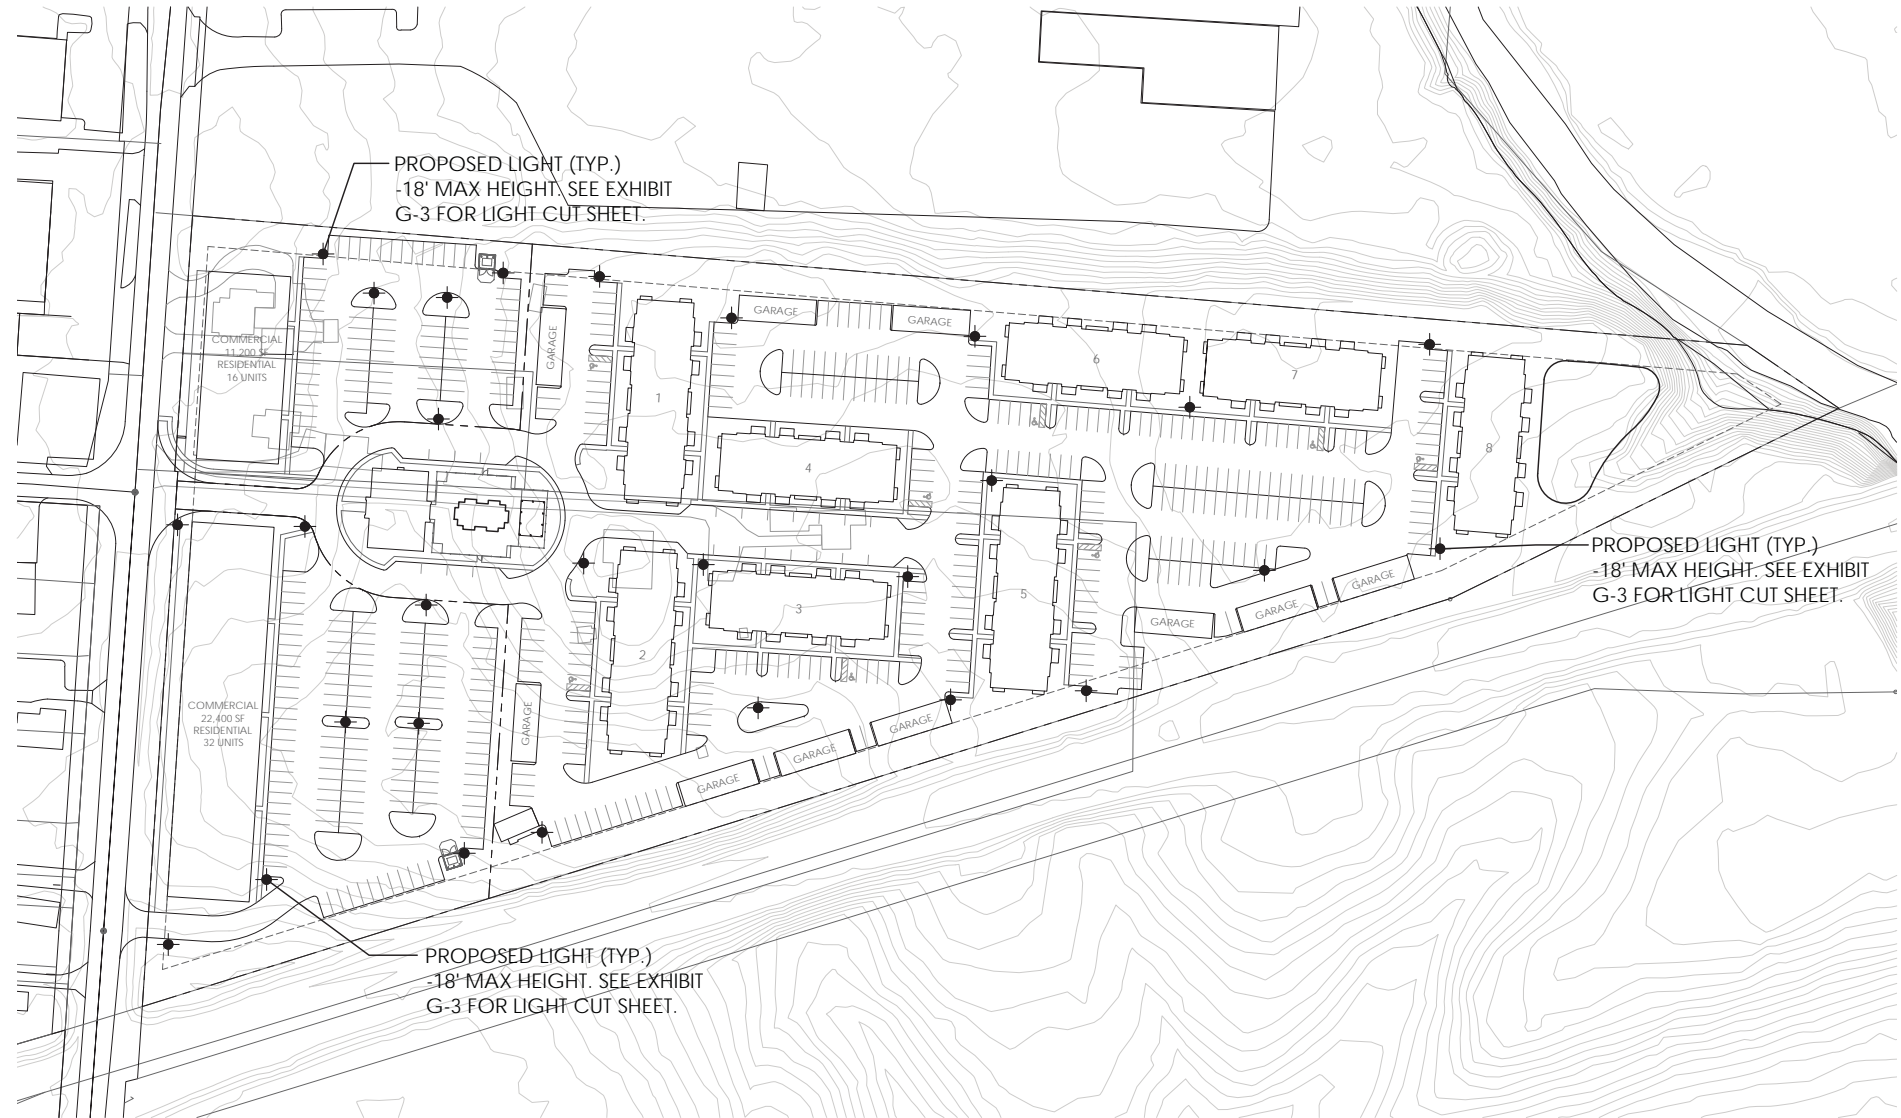 PROPOSED LIGHT (TYP.)
-18' MAX HEIGHT. SEE EXHIBIT
G-3 FOR LIGHT CUT SHEET.
GARAGE
GARAGE
GARAGE
COMMERCIAL
11,200 SF
RESIDENTIAL
16 UNITS
1
6
7
8
4
PROPOSED LIGHT (TYP.)
-18' MAX HEIGHT. SEE EXHIBIT
G-3 FOR LIGHT CUT SHEET.
GARAGE
GARAGE
GARAGE
5
3
2
COMMERCIAL
22,400 SF
RESIDENTIAL
32 UNITS
GARAGE
GARAGE
GARAGE
GARAGE
PROPOSED LIGHT (TYP.)
-18' MAX HEIGHT. SEE EXHIBIT
G-3 FOR LIGHT CUT SHEET.